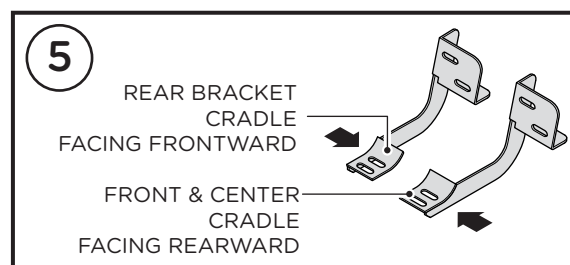 5
REAR BRACKET
CRADLE
FACING FRONTWARD
FRONT & CENTER
CRADLE
FACING REARWARD